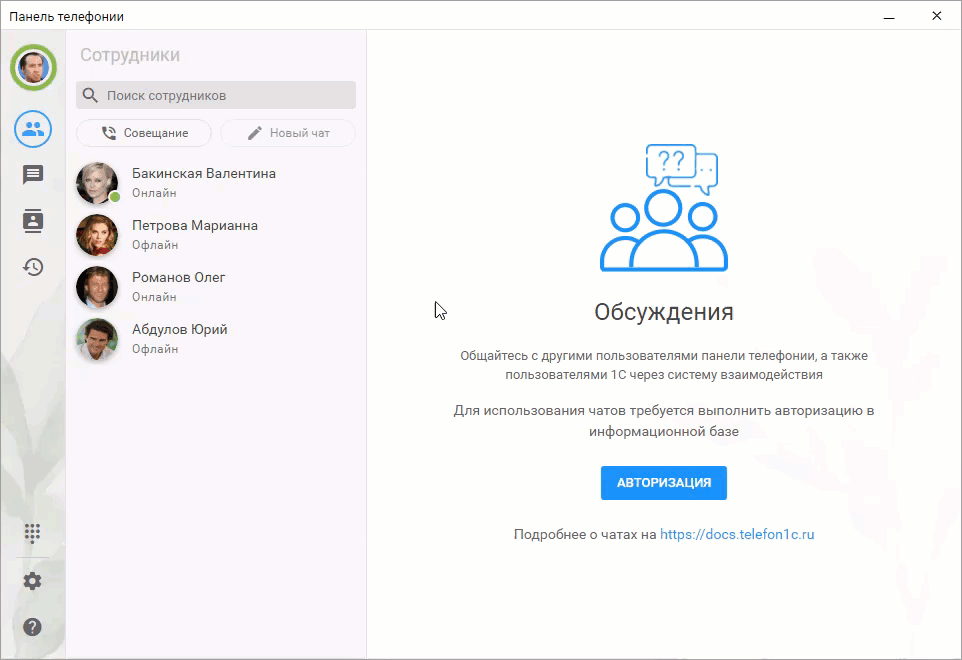 Панель телефонии
Сотрудники
Поиск сотрудников
Совещание
Новый чат
Бакинская Валентина
Онлайн
Петрова Марианна
Офлайн
Романов Олег
Онлайн
Абдулов Юрий
Офлайн
??
Обсуждения
Общайтесь с другими пользователями панели телефонии, а также
пользователями 1С через систему взаимодействия
Для использования чатов требуется выполнить авторизацию в
информационной базе
АВТОРИЗАЦИЯ
Подробнее о чатах на https://docs.telefon1c.ru
?